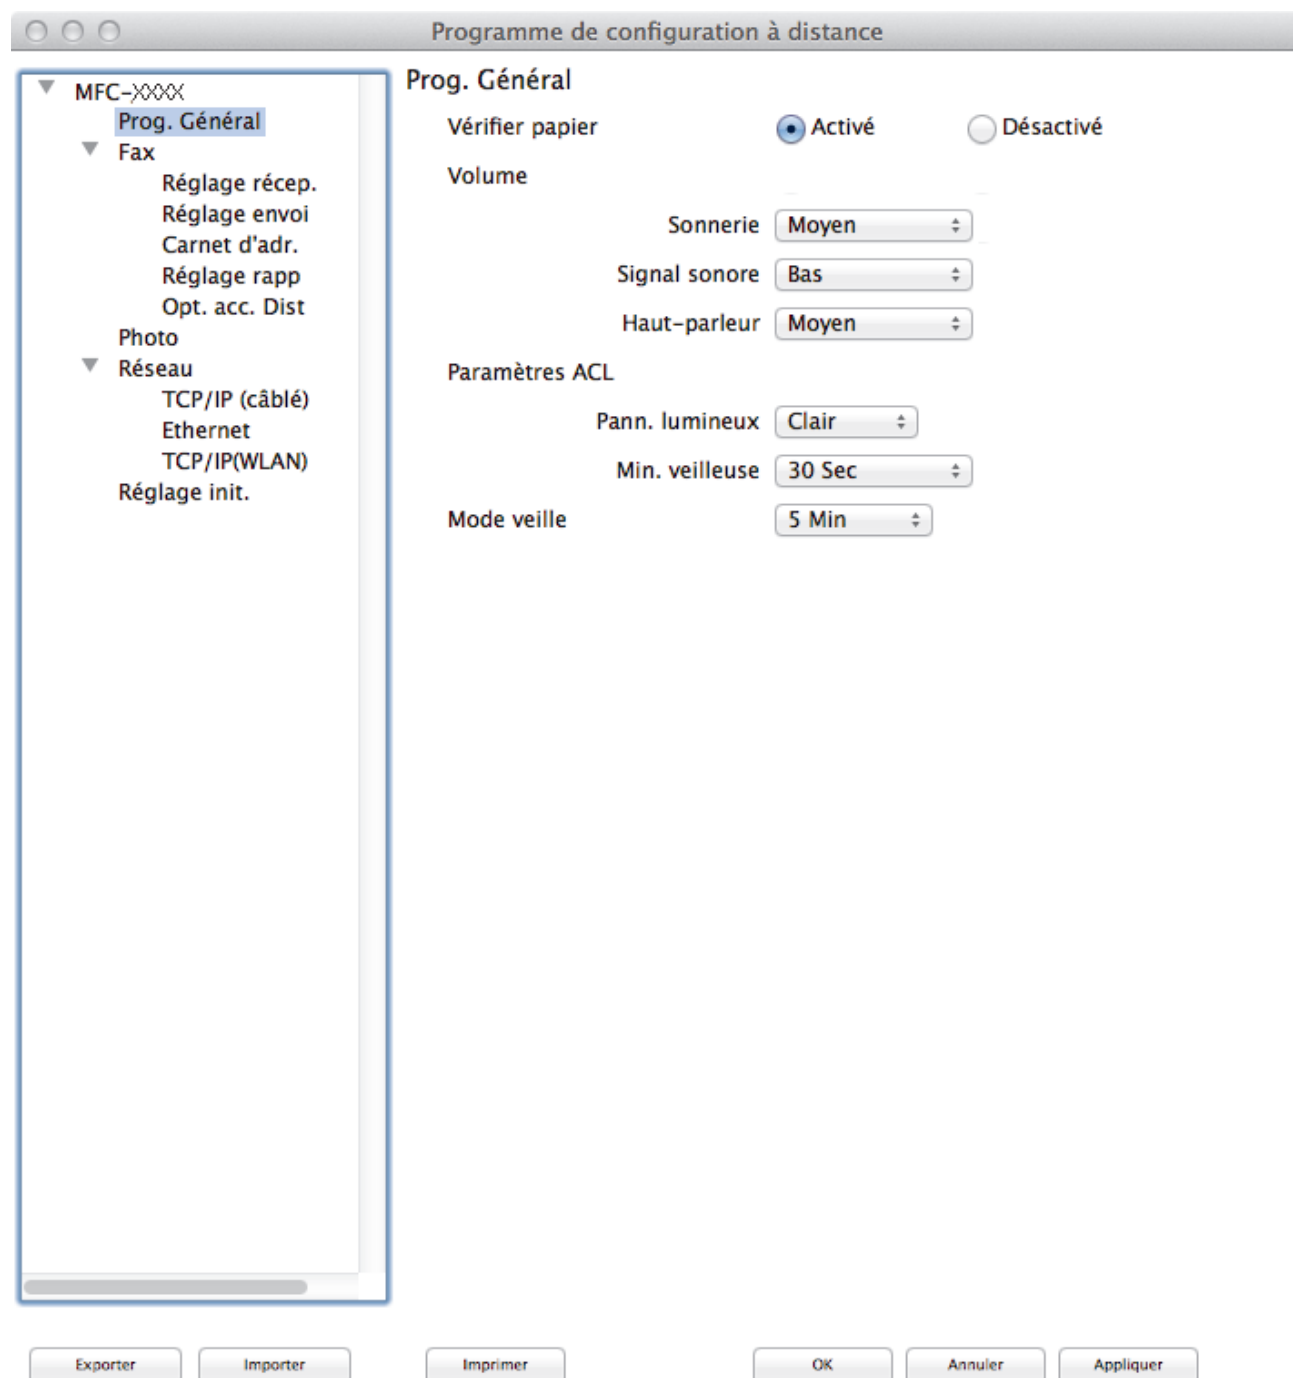 Programme de configuration à distance
MFC-XXXX
Prog. Général
Fax
Réglage récep.
Réglage envoi
Carnet d'adr.
Réglage rapp
Opt. acc. Dist
Photo
Réseau
TCP/IP (câblé)
Ethernet
TCP/IP(WLAN)
Réglage init.
Prog. Général
Vérifier papier Activé Désactivé
Volume
Sonnerie Moyen
Signal sonore Bas
Haut-parleur Moyen
Paramètres ACL
Pann. lumineux Clair
Min. veilleuse 30 Sec
Mode veille 5 Min
Exporter Importer Imprimer OK Annuler Appliquer